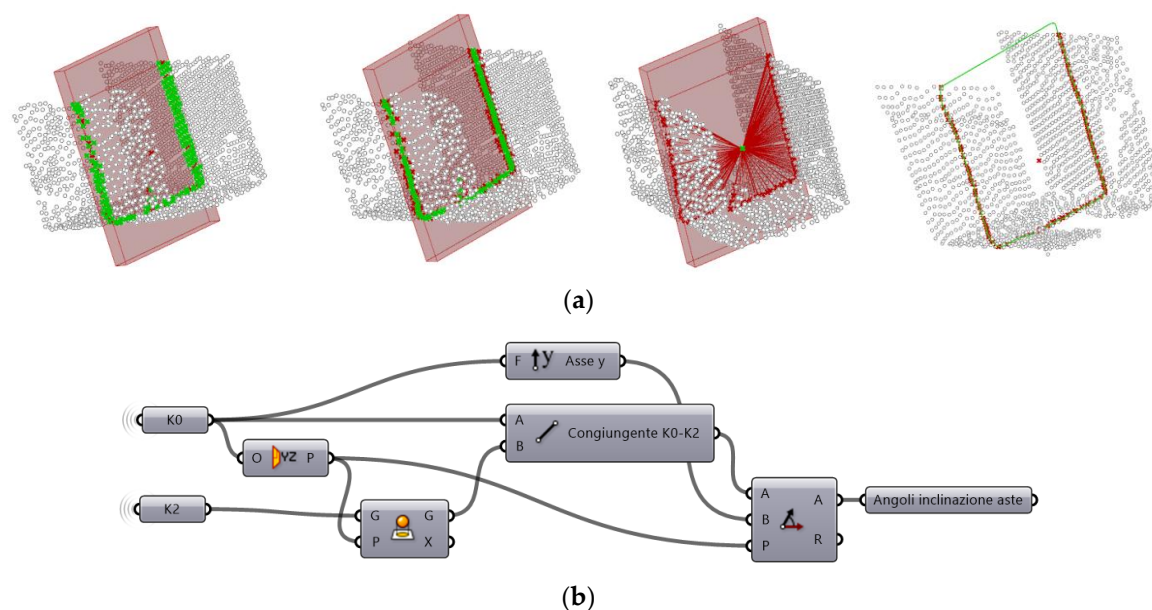 (a)
F y Asse y
K0
A
B Congiungente K0-K2
O YZ P
K2
G G
P X
A A
B
P R
Angoli inclinazione aste
(b)